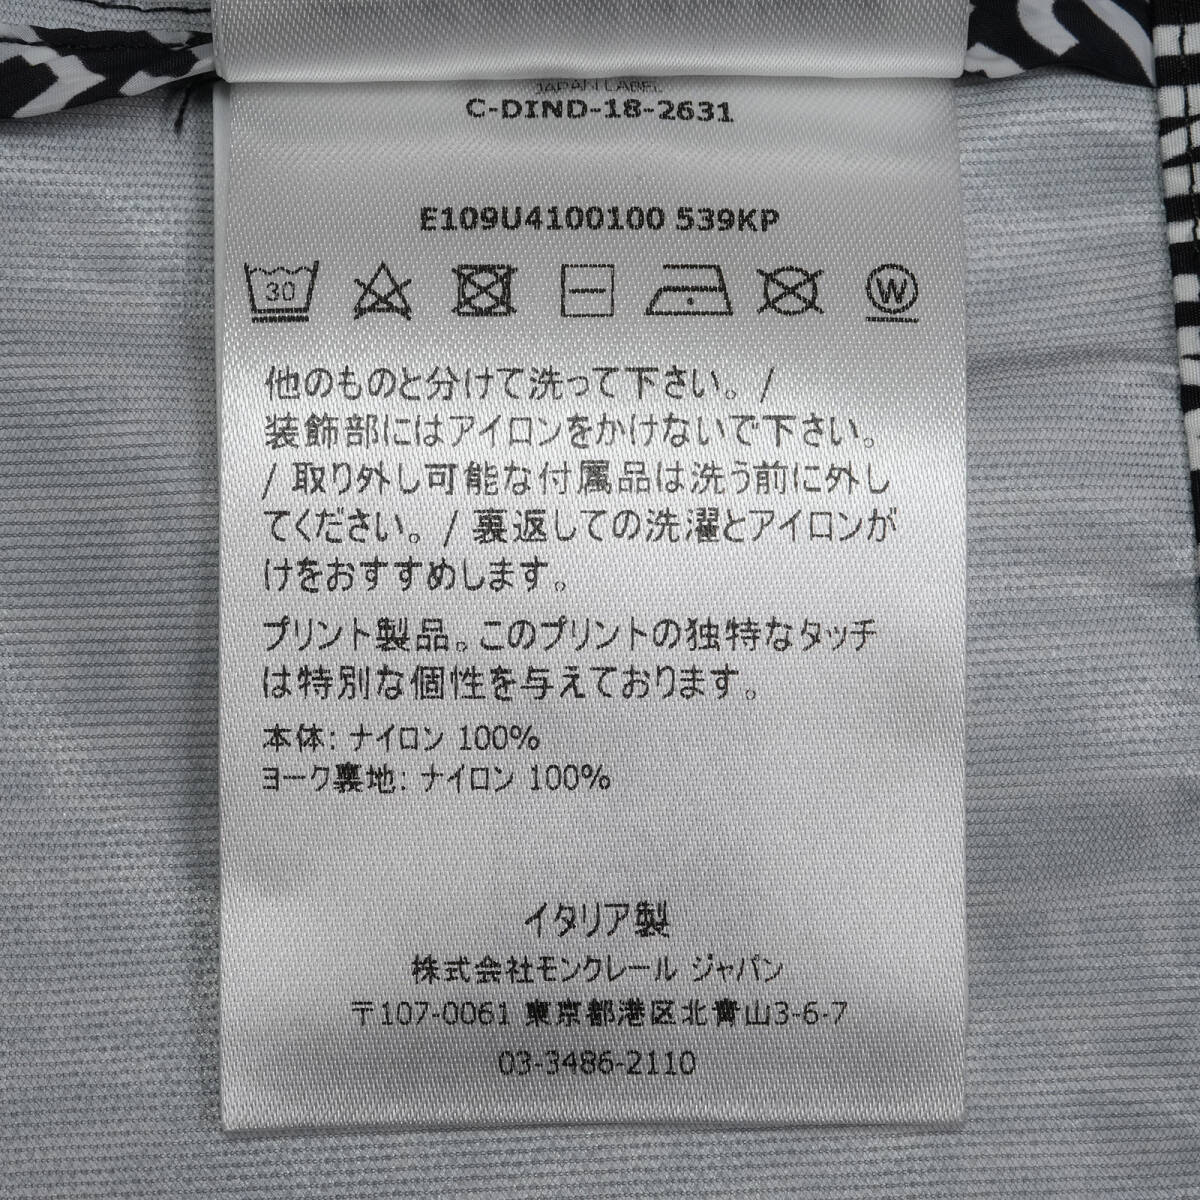 JAPAN LABEL
C-DIND-18-2631
E109U4100100 539KP
30
W
他のものと分けて洗って下さい。/
装飾部にはアイロンをかけないで下さい。
/ 取り外し可能な付属品は洗う前に外し
てください。/ 裏返しての洗濯とアイロンが
けをおすすめします。
プリント製品。このプリントの独特なタッチ
は特別な個性を与えております。
本体: ナイロン 100%
ヨーク裏地: ナイロン 100%
イタリア製
株式会社モンクレール ジャパン
〒107-0061 東京都港区北青山3-6-7
03-3486-2110